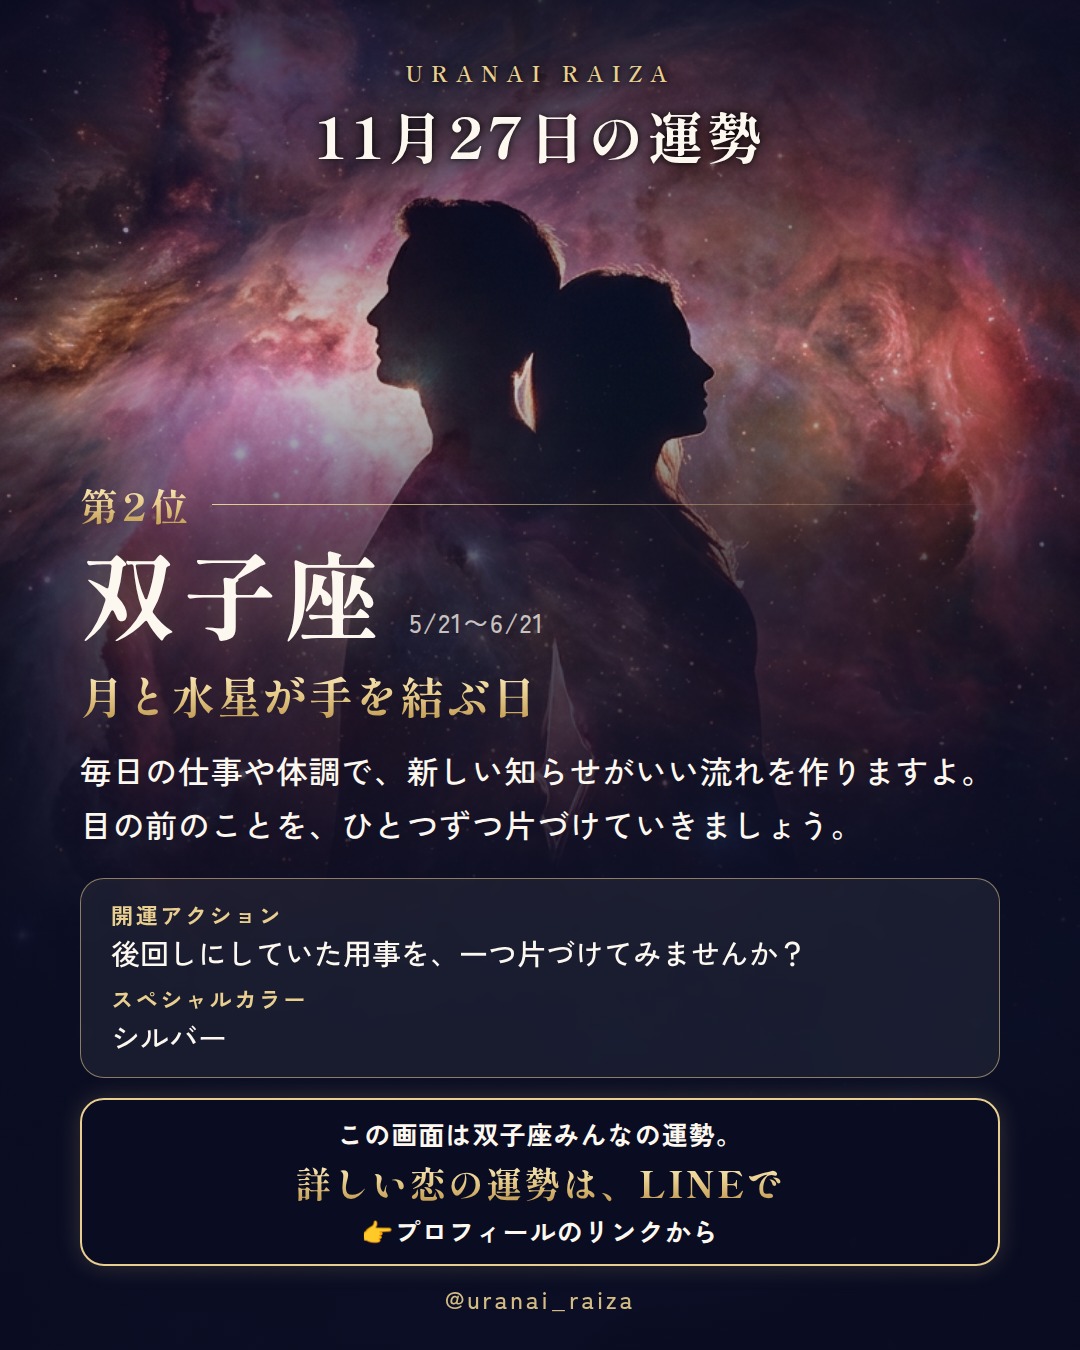 URANAI RAIZA
11月27日の運勢
第2位
双子座 5/21〜6/21
月と水星が手を結ぶ日
毎日の仕事や体調で、新しい知らせがいい流れを作りますよ。
目の前のことを、ひとつずつ片づけていきましょう。
開運アクション
後回しにしていた用事を、一つ片づけてみませんか？
スペシャルカラー
シルバー
この画面は双子座みんなの運勢。
詳しい恋の運勢は、LINEで
👉プロフィールのリンクから
@uranai_raiza